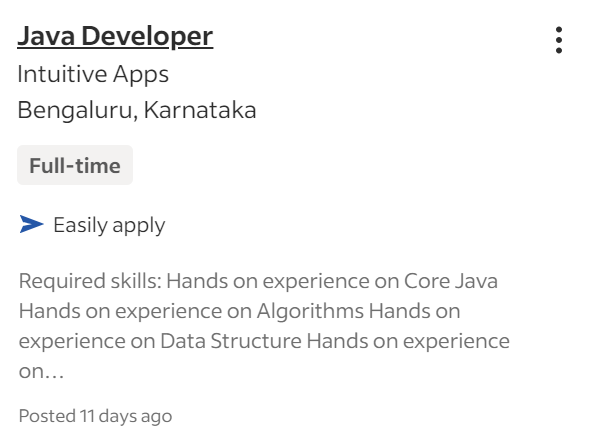 Java Developer
Intuitive Apps
Bengaluru, Karnataka
Full-time
Easily apply
Required skills: Hands on experience on Core Java
Hands on experience on Algorithms Hands on
experience on Data Structure Hands on experience
on...
Posted 11 days ago